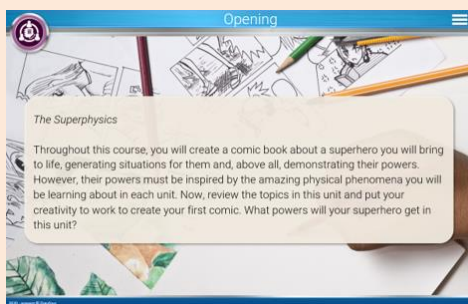 Opening
The Superphysics
Throughout this course, you will create a comic book about a superhero you will bring
to life, generating situations for them and, above all, demonstrating their powers.
However, their powers must be inspired by the amazing physical phenomena you will
be learning about in each unit. Now, review the topics in this unit and put your
creativity to work to create your first comic. What powers will your superhero get in
this unit?